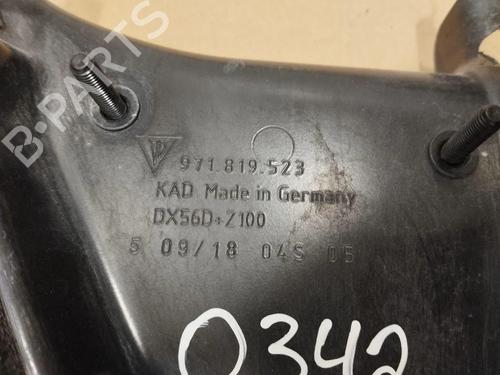 B-PARTS
971.819.523
KAD Made in Germany
DX56D+Z100
5 09/18 04S 05
0342